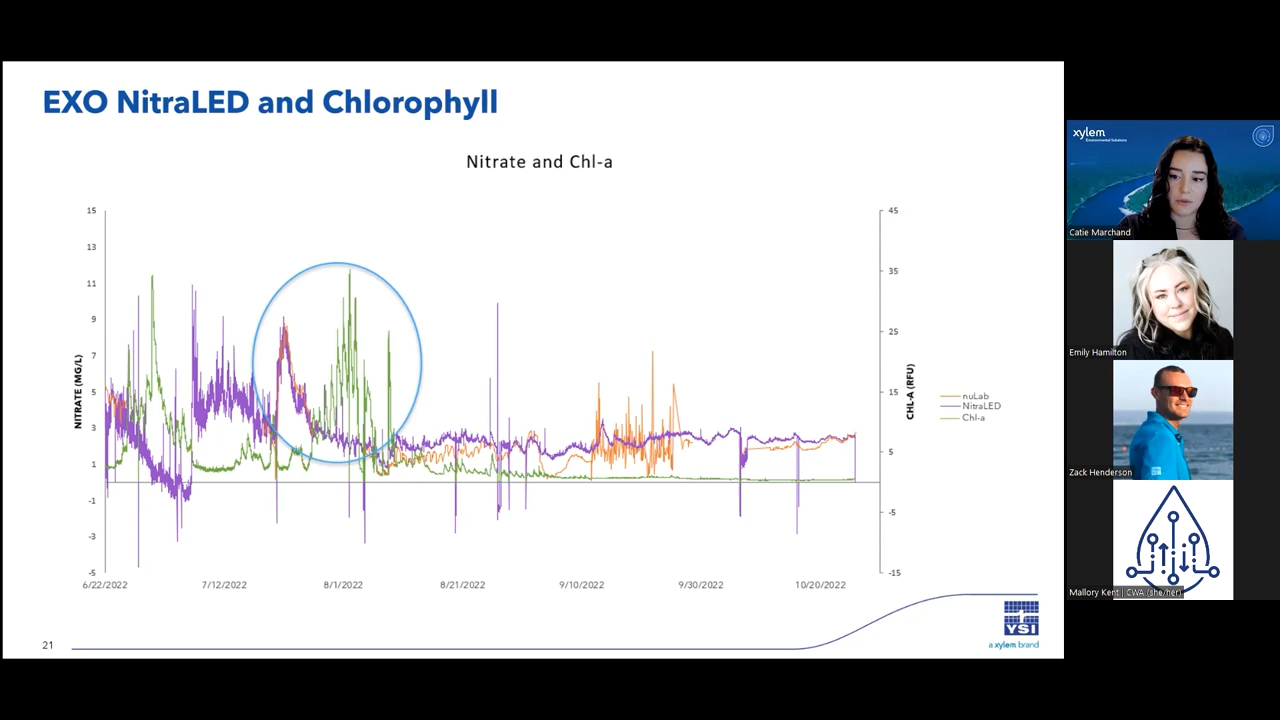 EXO NitraLED and Chlorophyll
Nitrate and Chl-a
NITRATE (MG/L)
15
13
11
9
7
5
3
1
-1
-3
-5
45
35
25
15
5
-5
-15
CHL-A (RFU)
6/22/2022
7/12/2022
8/1/2022
8/21/2022
9/10/2022
9/30/2022
10/20/2022
nuLab
NitraLED
Chl-a
21
YSI
a xylem brand
xylem
Environmental Solutions
Catie Marchand
Emily Hamilton
Zack Henderson
Mallory Kent | CWA (she/her)